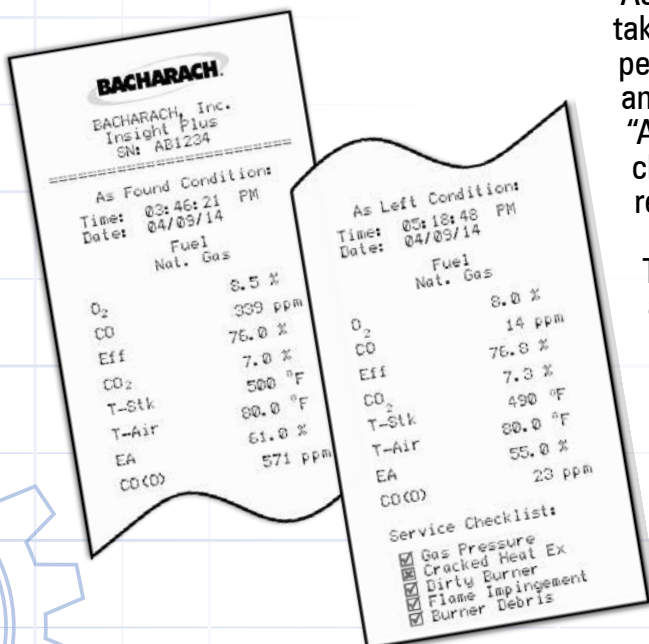 BACHARACH
BACHARACH, Inc.
Insight Plus
SN: AB1234
As Found Condition:
Time: 03:46:21 PM
Date: 04/09/14
Fuel
Nat. Gas
O₂ 8.5 %
CO 339 ppm
Eff 76.0 %
CO₂ 7.0 %
T-Stk 500 °F
T-Air 80.0 °F
EA 61.0 %
CO(O) 571 ppm
As Left Condition:
Time: 05:18:48 PM
Date: 04/09/14
Fuel
Nat. Gas
O₂ 8.0 %
CO 14 ppm
Eff 76.8 %
CO₂ 7.3 %
T-Stk 490 °F
T-Air 80.0 °F
EA 55.0 %
CO(O) 23 ppm
Service Checklist:
☑ Gas Pressure
☒ Cracked Heat Ex
☑ Dirty Burner
☑ Flame Impingement
☑ Burner Debris